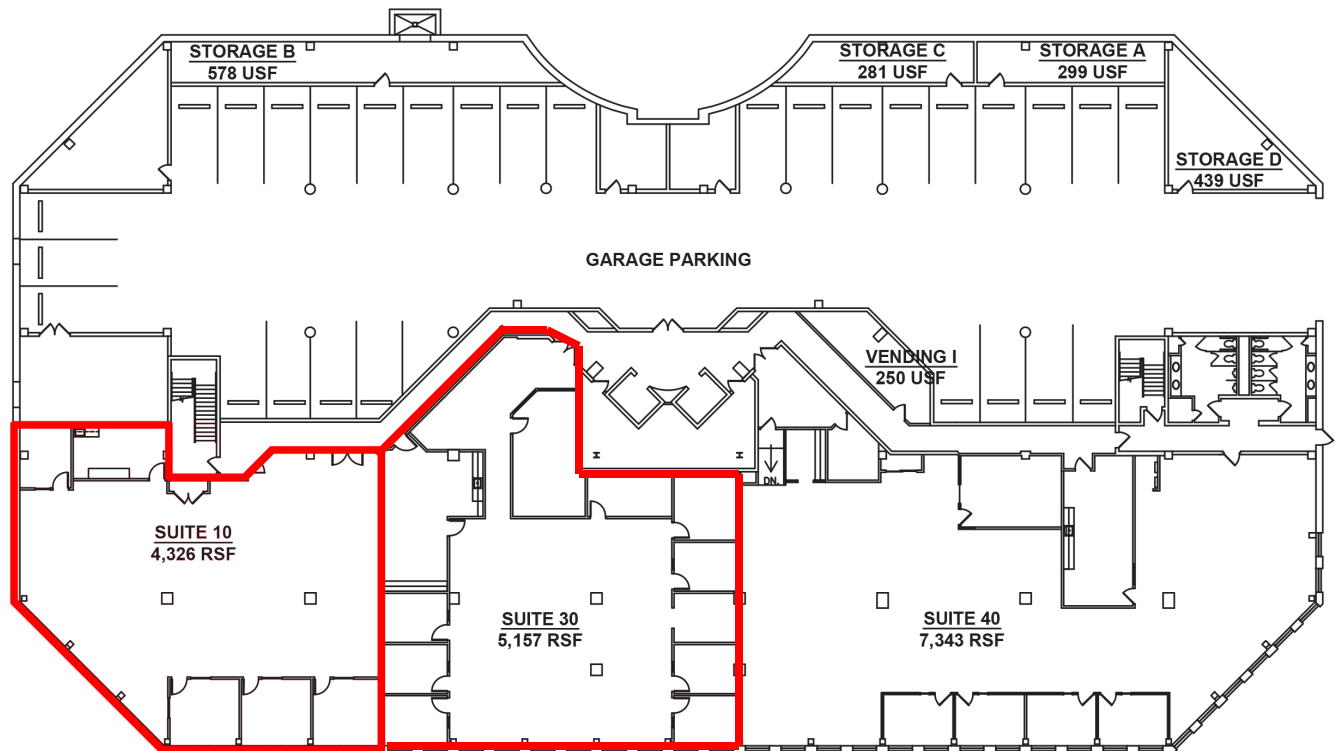 STORAGE B
578 USF
STORAGE C
281 USF
STORAGE A
299 USF
STORAGE D
439 USF
GARAGE PARKING
VENDING I
250 USF
DN.
SUITE 10
4,326 RSF
SUITE 30
5,157 RSF
SUITE 40
7,343 RSF